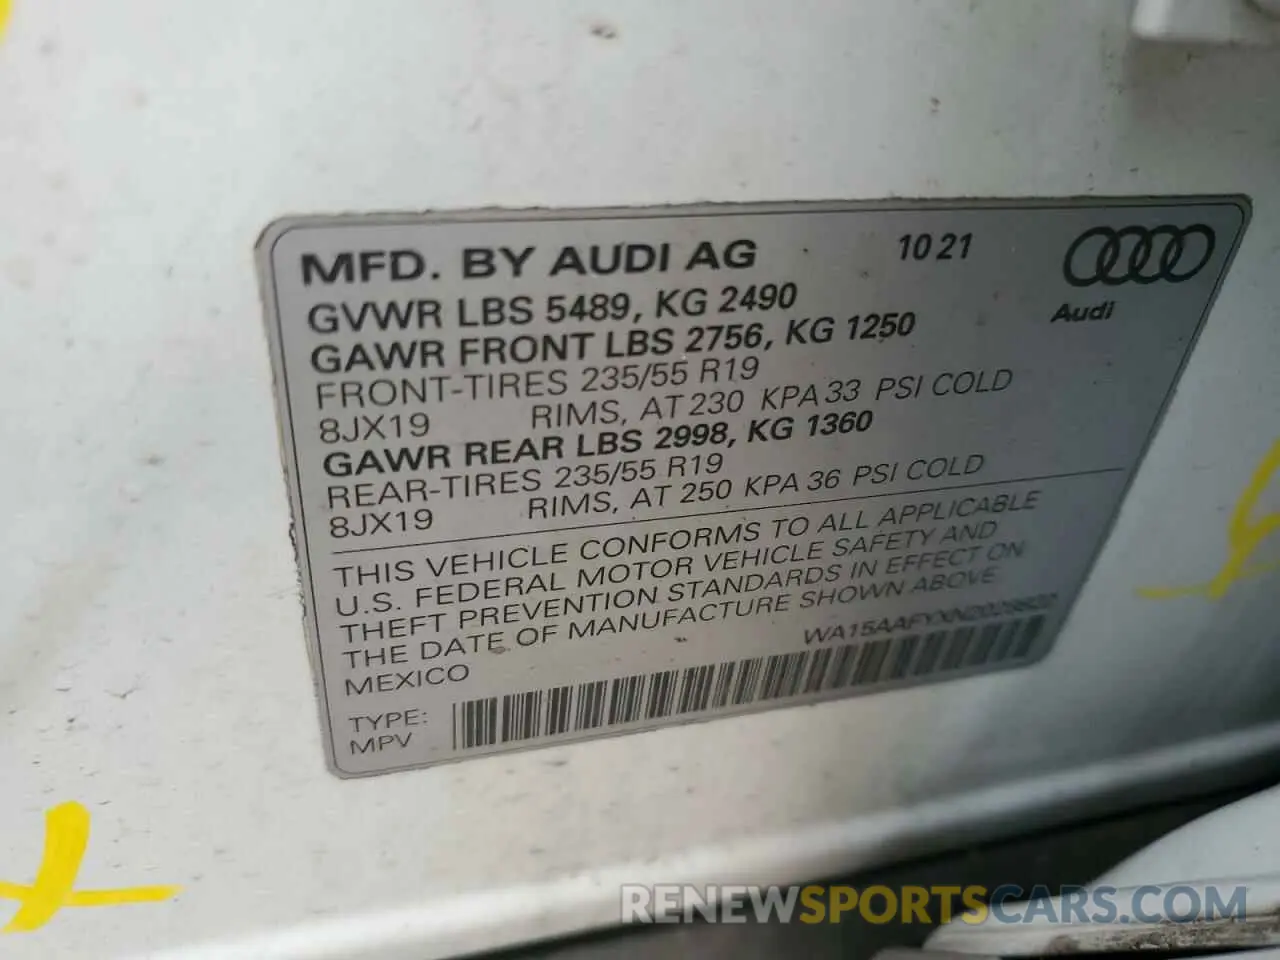 MFD. BY AUDI AG 10 21
Audi
GVWR LBS 5489, KG 2490
GAWR FRONT LBS 2756, KG 1250
FRONT-TIRES 235/55 R19
8JX19 RIMS, AT 230 KPA 33 PSI COLD
GAWR REAR LBS 2998, KG 1360
REAR-TIRES 235/55 R19
8JX19 RIMS, AT 250 KPA 36 PSI COLD
THIS VEHICLE CONFORMS TO ALL APPLICABLE
U.S. FEDERAL MOTOR VEHICLE SAFETY AND
THEFT PREVENTION STANDARDS IN EFFECT ON
THE DATE OF MANUFACTURE SHOWN ABOVE
MEXICO
TYPE:
MPV
RENEWSPORTSCARS.COM